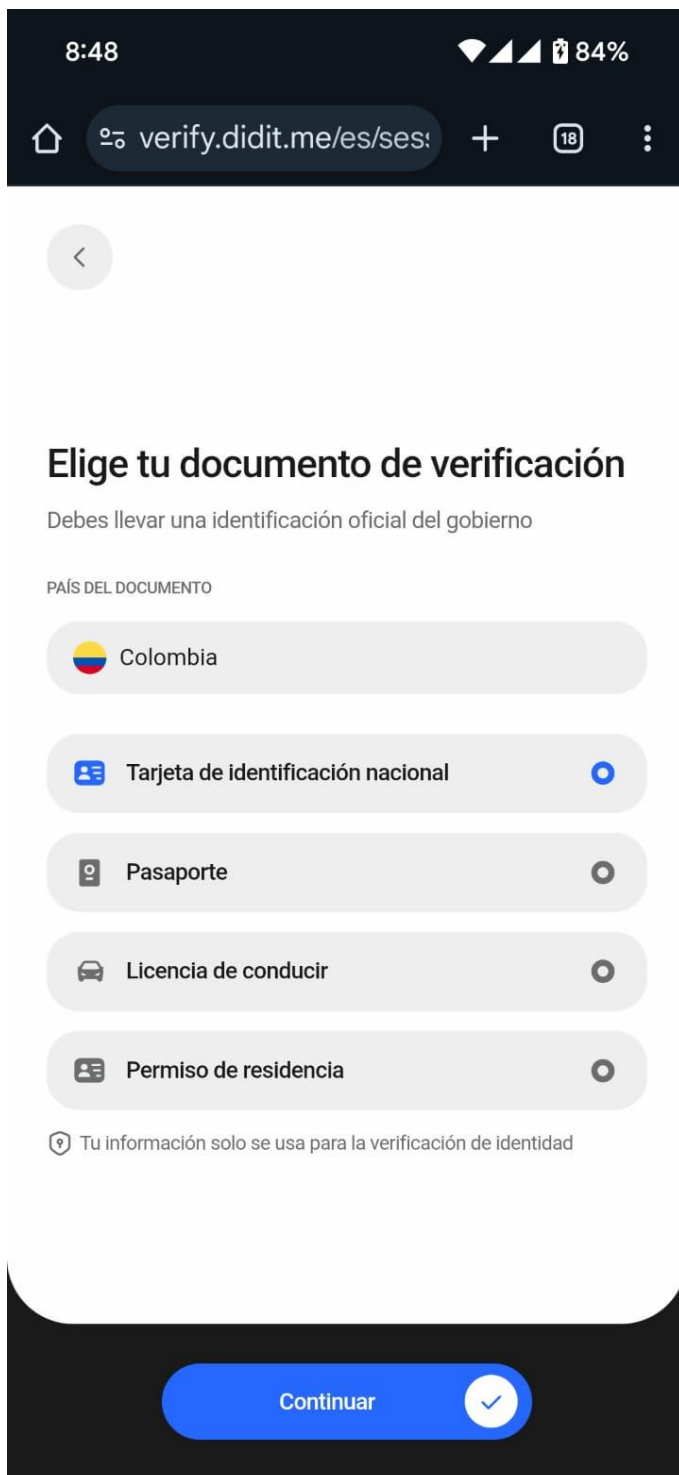 8:48
84%
verify.didit.me/es/ses
18
Elige tu documento de verificación
Debes llevar una identificación oficial del gobierno
PAÍS DEL DOCUMENTO
Colombia
Tarjeta de identificación nacional
Pasaporte
Licencia de conducir
Permiso de residencia
Tu información solo se usa para la verificación de identidad
Continuar